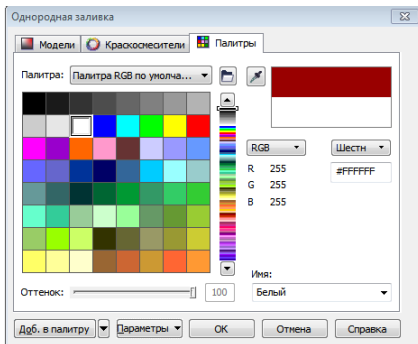 Однородная заливка
Модели Краскосмесители Палитры
Палитра: Палитра RGB по умолча...
RGB Шестн
R 255 #FFFFFF
G 255
B 255
Имя:
Оттенок: 100 Белый
Доб. в палитру Параметры ОК Отмена Справка